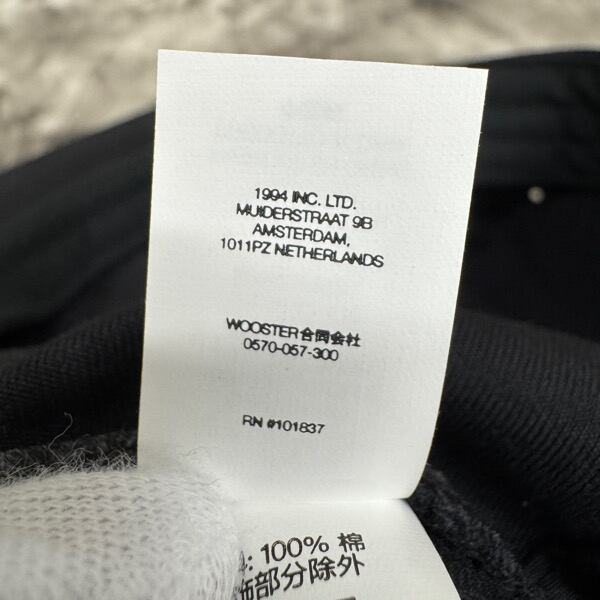 1994 INC. LTD.
MUIDERSTRAAT 9B
AMSTERDAM,
1011PZ NETHERLANDS
WOOSTER合同会社
0570-057-300
RN #101837
: 100% 棉
饰部分除外